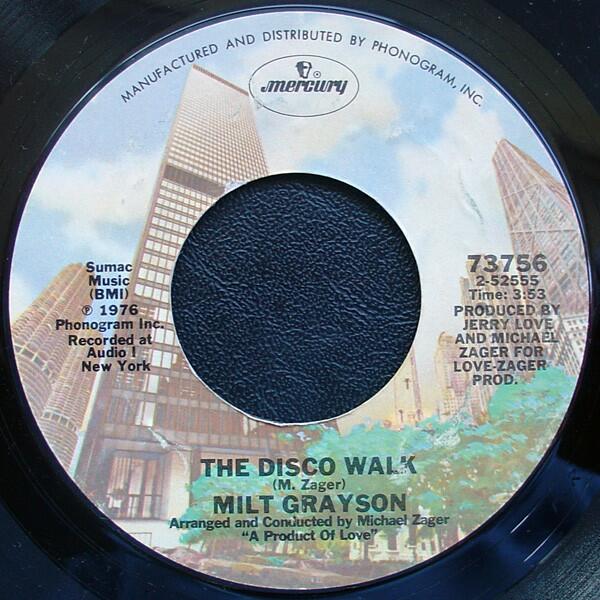 MANUFACTURED AND DISTRIBUTED BY PHONOGRAM, INC.
mercury
Sumac
Music
(BMI)
℗ 1976
Phonogram Inc.
Recorded at
Audio I
New York
73756
2-52555
Time: 3:53
PRODUCED BY
JERRY LOVE
AND MICHAEL
ZAGER FOR
LOVE-ZAGER
PROD.
THE DISCO WALK
(M. Zager)
MILT GRAYSON
Arranged and Conducted by Michael Zager
"A Product Of Love"